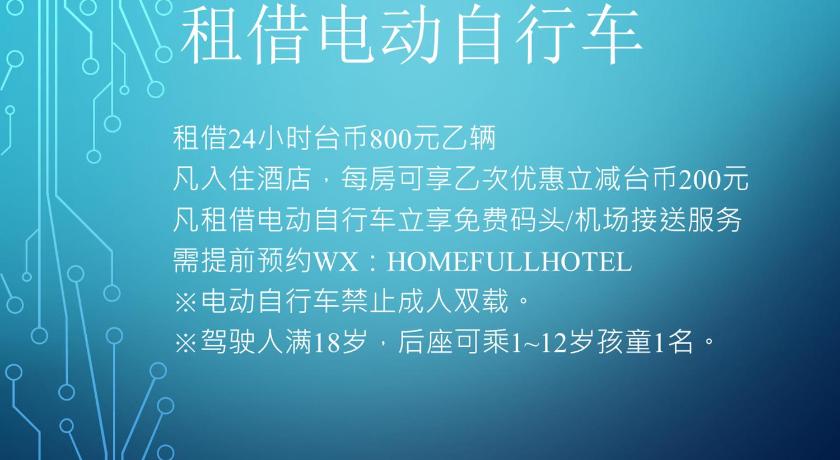 租借电动自行车
租借24小时台币800元乙辆
凡入住酒店，每房可享乙次优惠立减台币200元
凡租借电动自行车立享免费码头/机场接送服务
需提前预约WX：HOMEFULLHOTEL
※电动自行车禁止成人双载。
※驾驶人满18岁，后座可乘1~12岁孩童1名。